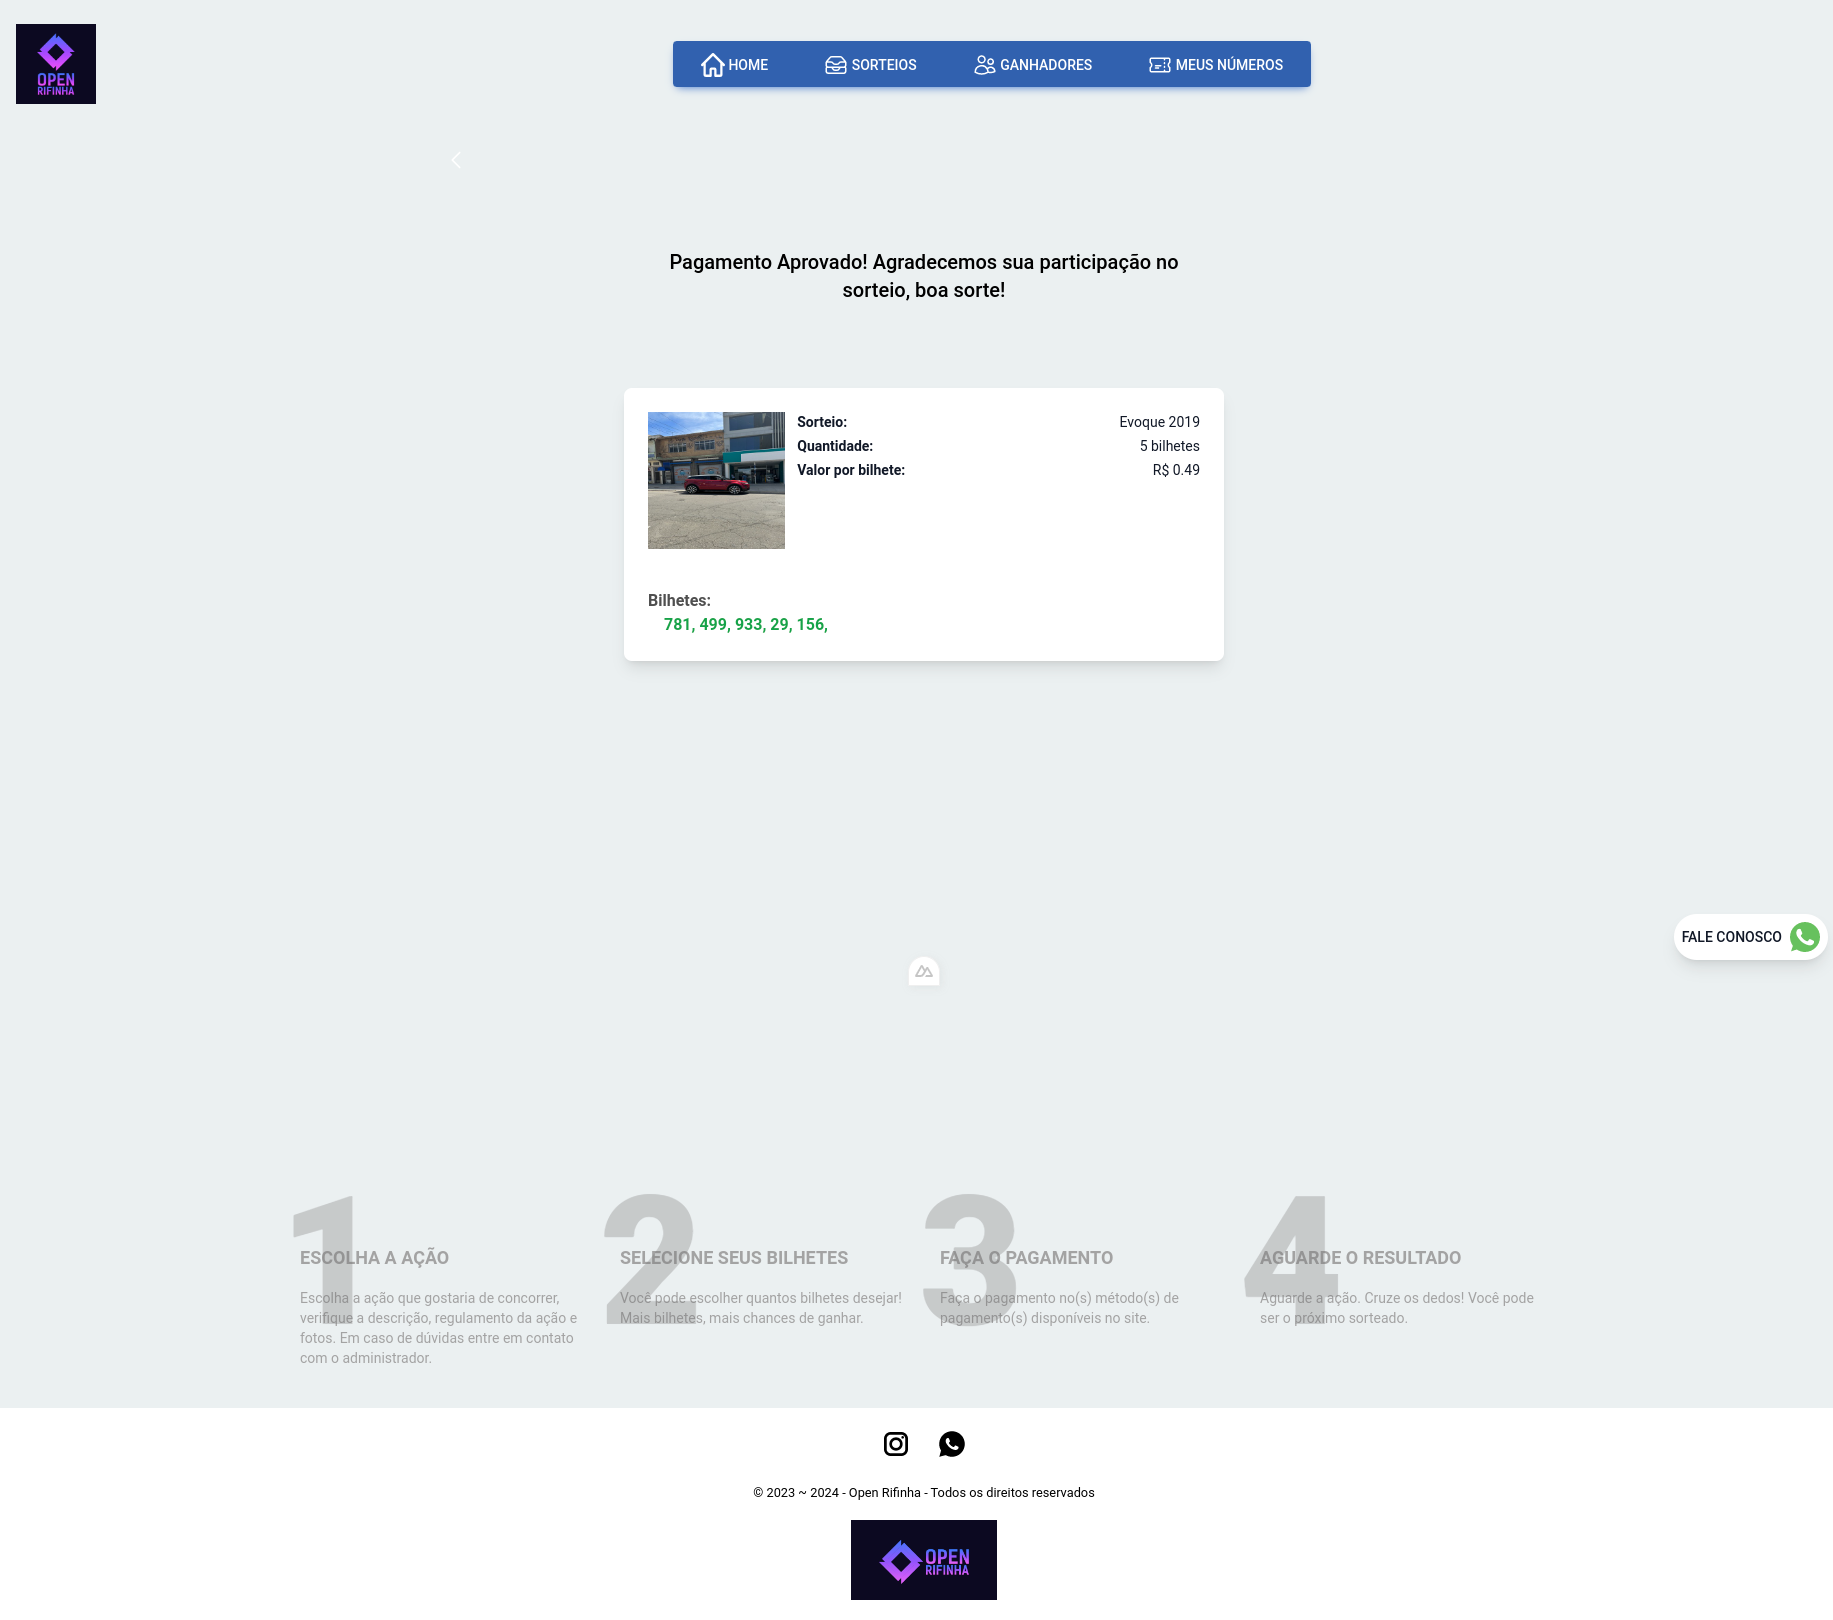 OPEN
RIFINHA
HOME
SORTEIOS
GANHADORES
MEUS NÚMEROS
Pagamento Aprovado! Agradecemos sua participação no
sorteio, boa sorte!
Sorteio: Evoque 2019
Quantidade: 5 bilhetes
Valor por bilhete: R$ 0.49
Bilhetes:
781, 499, 933, 29, 156,
FALE CONOSCO
1
ESCOLHA A AÇÃO
Escolha a ação que gostaria de concorrer,
verifique a descrição, regulamento da ação e
fotos. Em caso de dúvidas entre em contato
com o administrador.
2
SELECIONE SEUS BILHETES
Você pode escolher quantos bilhetes desejar!
Mais bilhetes, mais chances de ganhar.
3
FAÇA O PAGAMENTO
Faça o pagamento no(s) método(s) de
pagamento(s) disponíveis no site.
4
AGUARDE O RESULTADO
Aguarde a ação. Cruze os dedos! Você pode
ser o próximo sorteado.
© 2023 ~ 2024 - Open Rifinha - Todos os direitos reservados
OPEN
RIFINHA